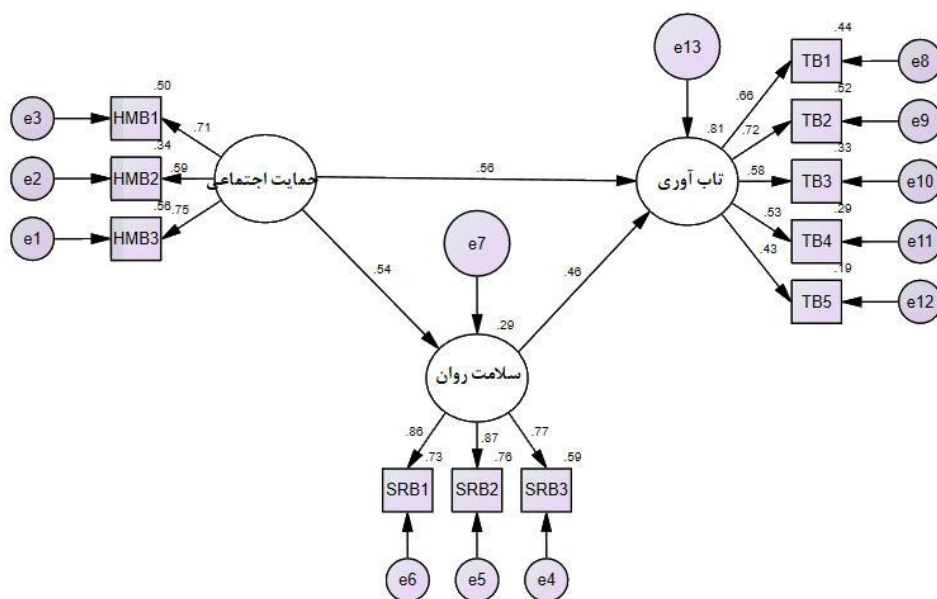 e13
.44
TB1
e8
.66
.52
TB2
e9
.81
.72
.33
TB3
e10
.58
.29
TB4
e11
.53
.19
TB5
e12
.43
تاب آوری
.50
e3
HMB1
.71
.34
e2
HMB2
.59
.56
e1
HMB3
.75
حمایت اجتماعی
.56
.54
.46
e7
.29
سلامت روان
.86
.87
.77
.73
.76
.59
SRB1
SRB2
SRB3
e6
e5
e4